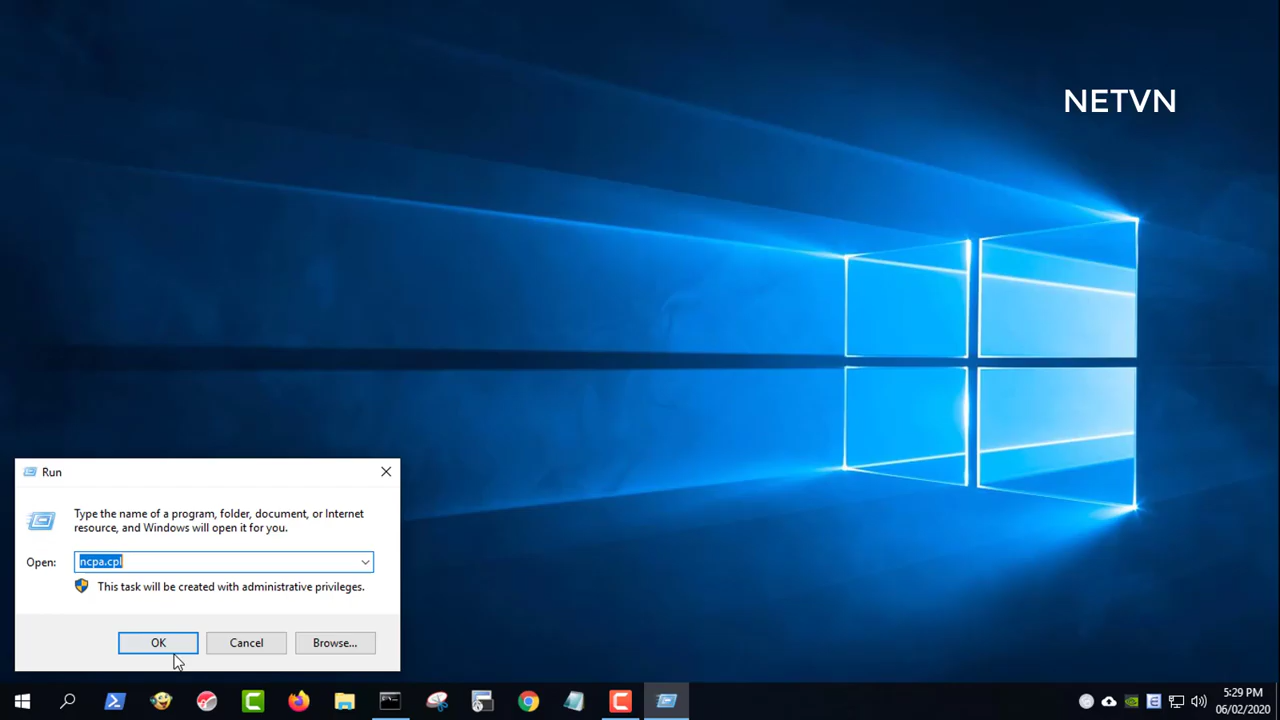 NETVN
Run
Type the name of a program, folder, document, or Internet
resource, and Windows will open it for you.
Open: ncpa.cpl
This task will be created with administrative privileges.
OK Cancel Browse...
5:29 PM
06/02/2020